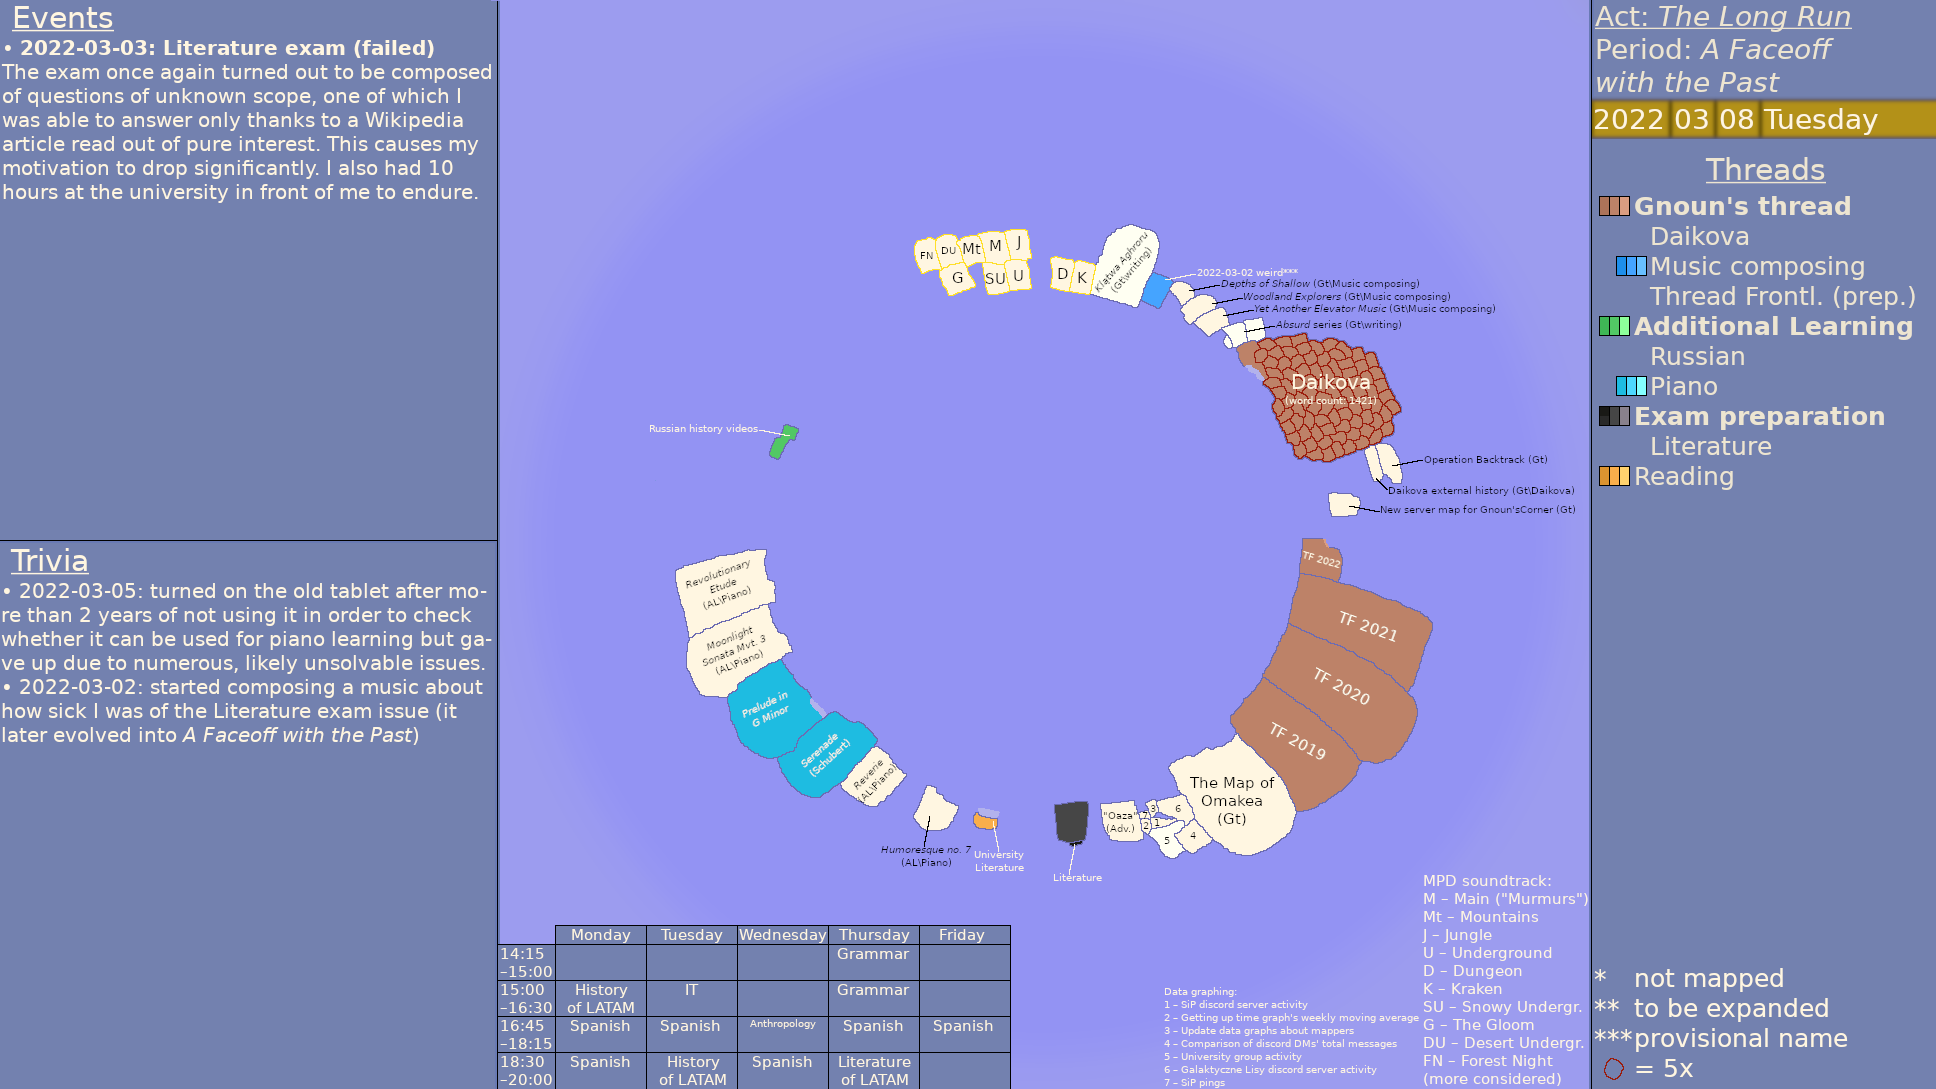 Events
• 2022-03-03: Literature exam (failed)
The exam once again turned out to be composed
of questions of unknown scope, one of which I
was able to answer only thanks to a Wikipedia
article read out of pure interest. This causes my
motivation to drop significantly. I also had 10
hours at the university in front of me to endure.
Trivia
• 2022-03-05: turned on the old tablet after mo-
re than 2 years of not using it in order to check
whether it can be used for piano learning but ga-
ve up due to numerous, likely unsolvable issues.
• 2022-03-02: started composing a music about
how sick I was of the Literature exam issue (it
later evolved into A Faceoff with the Past)
FN
DU
Mt
M
J
G
SU
U
D
K
Klątwa Aghroru
(Gt\writing)
2022-03-02 weird***
Depths of Shallow (Gt\Music composing)
Woodland Explorers (Gt\Music composing)
Yet Another Elevator Music (Gt\Music composing)
Absurd series (Gt\writing)
Daikova
(word count: 1421)
Russian history videos
Operation Backtrack (Gt)
Daikova external history (Gt\Daikova)
New server map for Gnoun'sCorner (Gt)
TF 2022
TF 2021
TF 2020
TF 2019
The Map of
Omakea
(Gt)
Revolutionary
Etude
(AL\Piano)
Moonlight
Sonata Mvt. 3
(AL\Piano)
Prelude in
G Minor
Serenade
(Schubert)
Reverie
(AL\Piano)
Humoresque no. 7
(AL\Piano)
University
Literature
Literature
"Oaza"
(Adv.)
7
3
6
2
1
5
4
Monday
Tuesday
Wednesday
Thursday
Friday
14:15
–15:00
Grammar
15:00
–16:30
History
of LATAM
IT
Grammar
16:45
–18:15
Spanish
Spanish
Anthropology
Spanish
Spanish
18:30
–20:00
Spanish
History
of LATAM
Spanish
Literature
of LATAM
Data graphing:
1 – SiP discord server activity
2 – Getting up time graph's weekly moving average
3 – Update data graphs about mappers
4 – Comparison of discord DMs' total messages
5 – University group activity
6 – Galaktyczne Lisy discord server activity
7 – SiP pings
MPD soundtrack:
M – Main ("Murmurs")
Mt – Mountains
J – Jungle
U – Underground
D – Dungeon
K – Kraken
SU – Snowy Undergr.
G – The Gloom
DU – Desert Undergr.
FN – Forest Night
(more considered)
Act: The Long Run
Period: A Faceoff
with the Past
2022 03 08 Tuesday
Threads
Gnoun's thread
Daikova
Music composing
Thread Frontl. (prep.)
Additional Learning
Russian
Piano
Exam preparation
Literature
Reading
* not mapped
** to be expanded
*** provisional name
= 5x